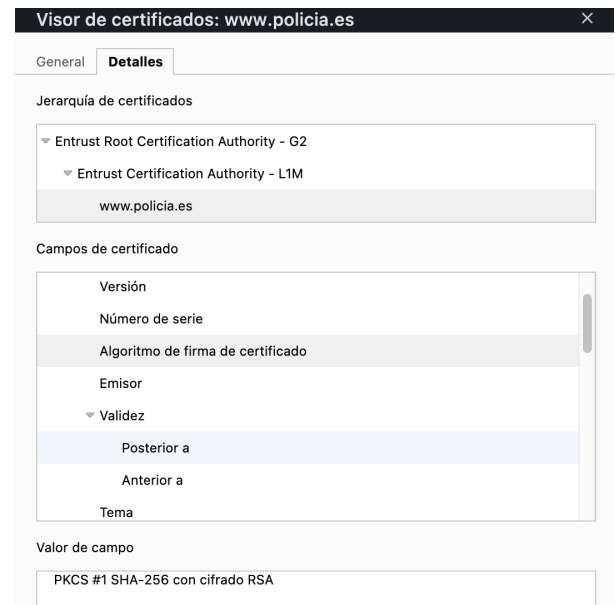 Visor de certificados: www.policia.es
General Detalles
Jerarquía de certificados
Entrust Root Certification Authority - G2
Entrust Certification Authority - L1M
www.policia.es
Campos de certificado
Versión
Número de serie
Algoritmo de firma de certificado
Emisor
Validez
Posterior a
Anterior a
Tema
Valor de campo
PKCS #1 SHA-256 con cifrado RSA